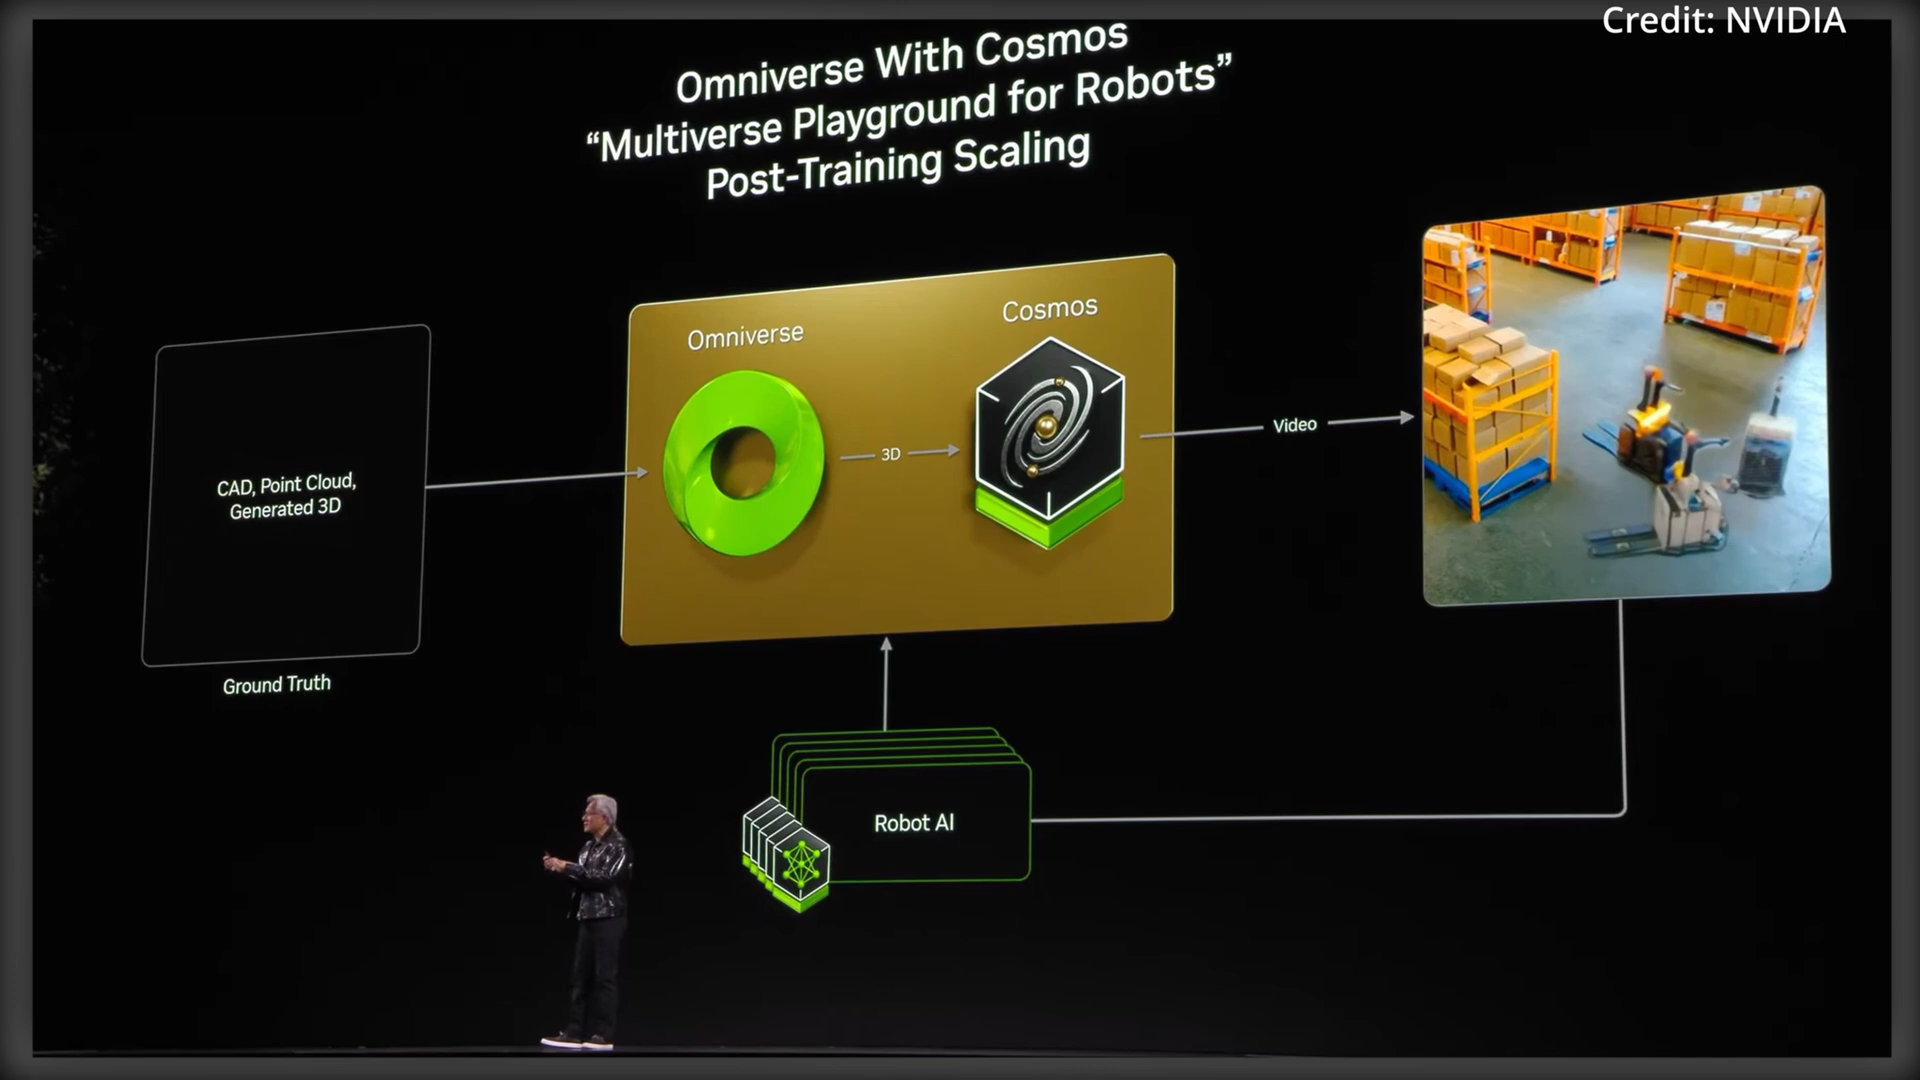 Credit: NVIDIA
Omniverse With Cosmos
“Multiverse Playground for Robots”
Post-Training Scaling
Omniverse
Cosmos
3D
Video
CAD, Point Cloud,
Generated 3D
Ground Truth
Robot AI